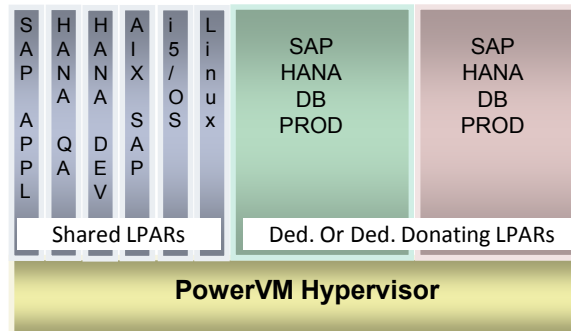 SAP APPL
HANA QA
HANA DEV
AIX SAP
i5/OS
Linux
SAP
HANA
DB
PROD
SAP
HANA
DB
PROD
Shared LPARs
Ded. Or Ded. Donating LPARs
PowerVM Hypervisor